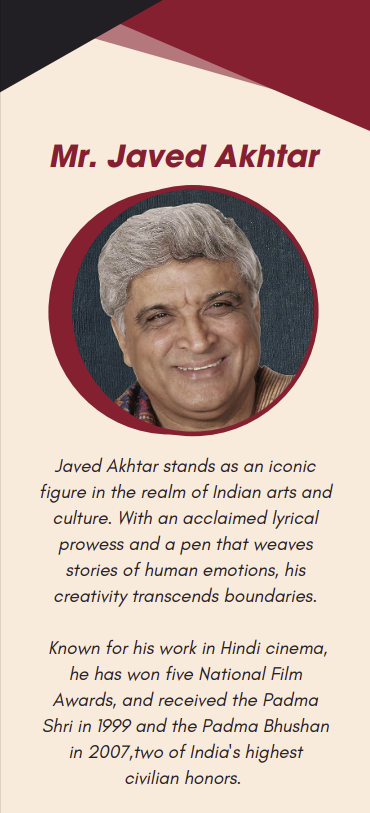 Mr. Javed Akhtar
Javed Akhtar stands as an iconic
figure in the realm of Indian arts and
culture. With an acclaimed lyrical
prowess and a pen that weaves
stories of human emotions, his
creativity transcends boundaries.
Known for his work in Hindi cinema,
he has won five National Film
Awards, and received the Padma
Shri in 1999 and the Padma Bhushan
in 2007,two of India's highest
civilian honors.